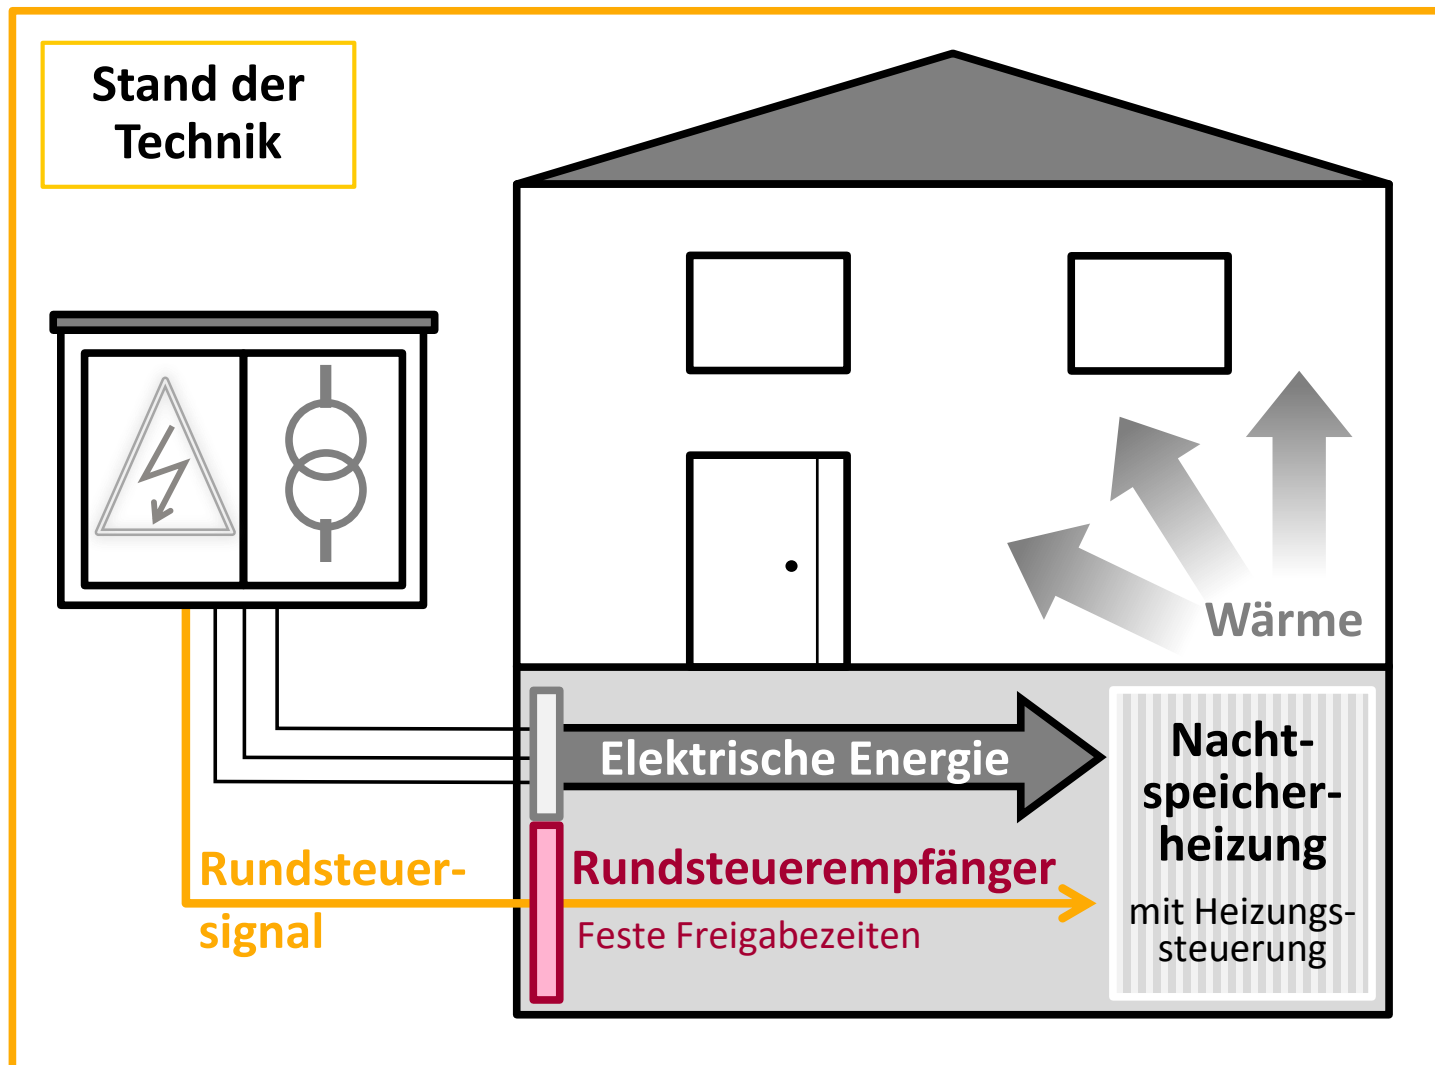 Stand der
Technik
Wärme
Elektrische Energie
Nacht-
speicher-
heizung
mit Heizungs-
steuerung
Rundsteuer-
signal
Rundsteuerempfänger
Feste Freigabezeiten